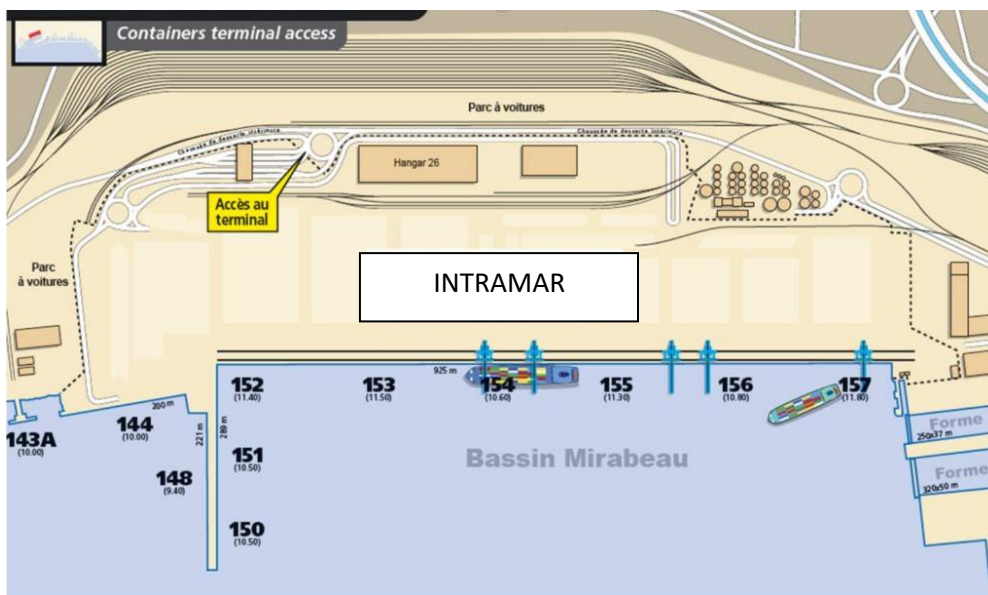 Containers terminal access
Parc à voitures
Chaussée de desserte intérieure
Chaussée de desserte intérieure
Hangar 26
Accès au
terminal
Parc
à voitures
INTRAMAR
925 m
152
(11.40)
153
(11.50)
154
(10.60)
155
(11.30)
156
(10.80)
157
(11.80)
200 m
144
(10.00)
143A
(10.00)
221 m
289 m
Forme
250x37 m
151
(10.50)
Bassin Mirabeau
148
(9.40)
Forme
320x50 m
150
(10.50)